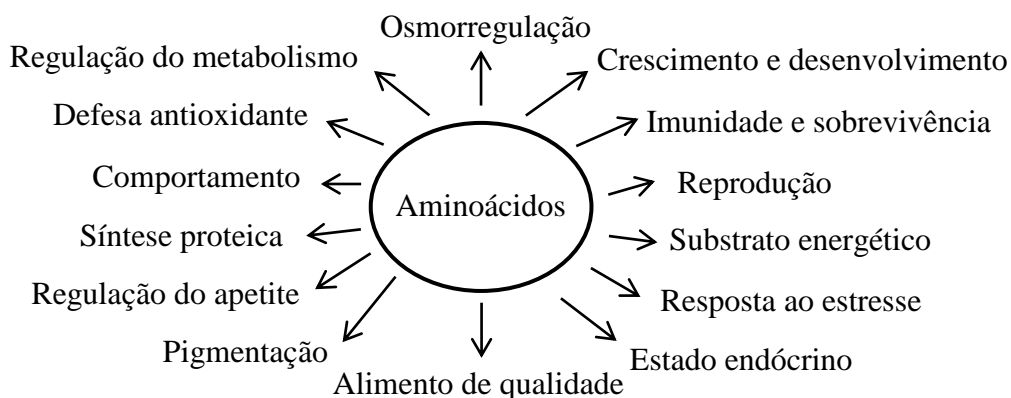 Osmorregulação
Regulação do metabolismo
Crescimento e desenvolvimento
Defesa antioxidante
Imunidade e sobrevivência
Comportamento
Reprodução
Aminoácidos
Síntese proteica
Substrato energético
Regulação do apetite
Resposta ao estresse
Pigmentação
Estado endócrino
Alimento de qualidade